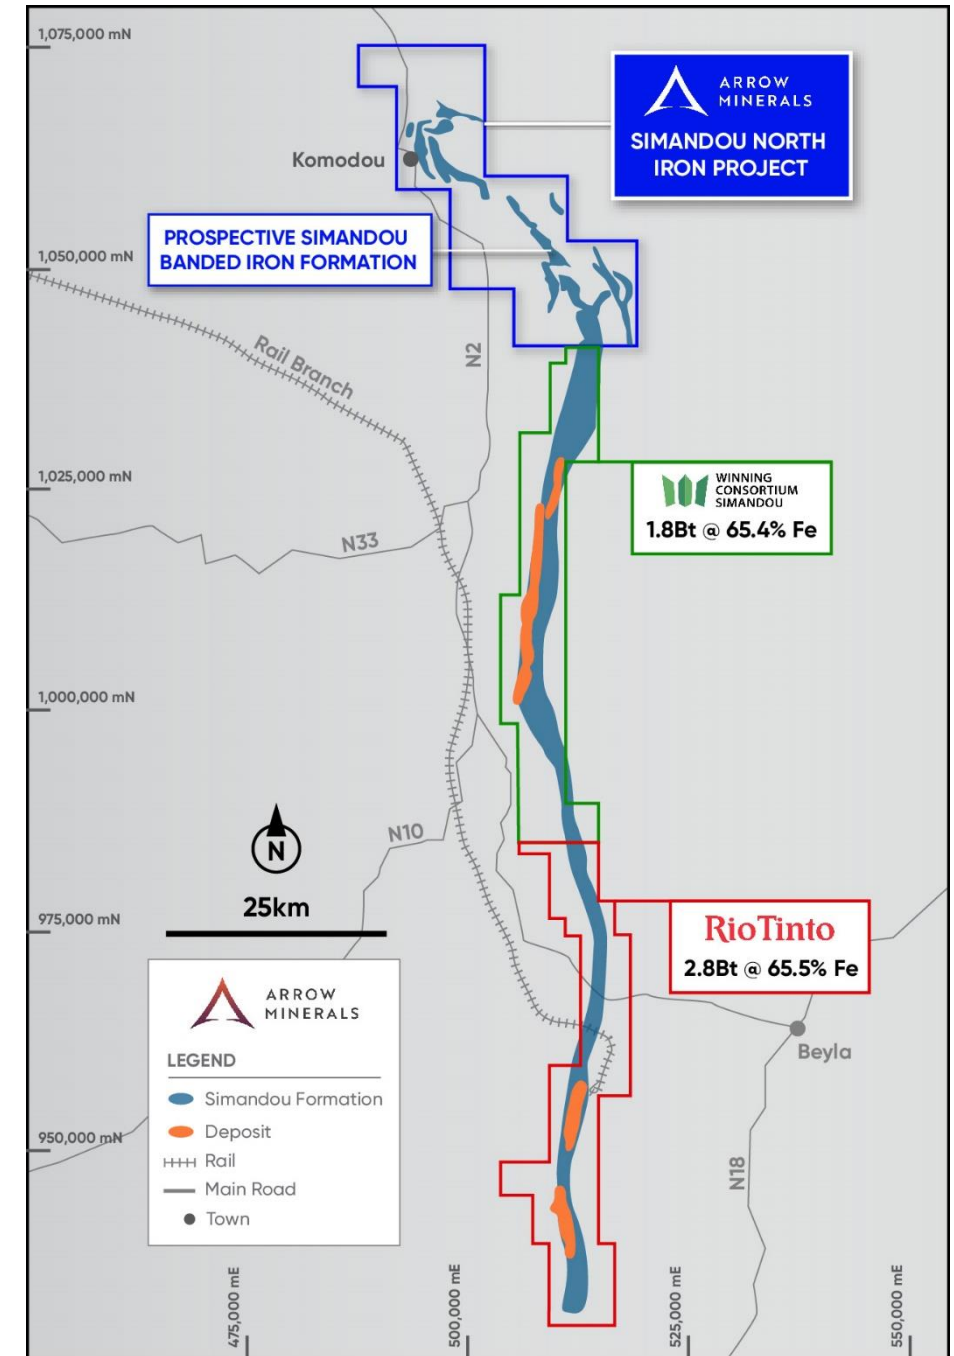 1,075,000 mN
ARROW
MINERALS
SIMANDOU NORTH
IRON PROJECT
Komodou
PROSPECTIVE SIMANDOU
BANDED IRON FORMATION
1,050,000 mN
Rail Branch
N2
1,025,000 mN
WINNING
CONSORTIUM
SIMANDOU
1.8Bt @ 65.4% Fe
N33
1,000,000 mN
N
N10
25km
975,000 mN
RioTinto
2.8Bt @ 65.5% Fe
ARROW
MINERALS
Beyla
LEGEND
Simandou Formation
Deposit
Rail
Main Road
Town
950,000 mN
N18
475,000 mE
500,000 mE
525,000 mE
550,000 mE